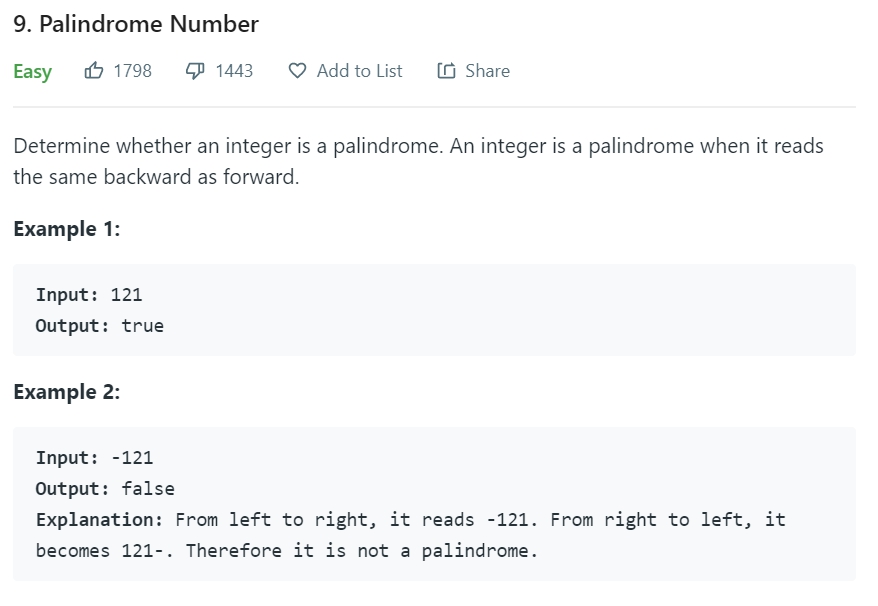 9. Palindrome Number
Easy 1798 1443 Add to List Share
Determine whether an integer is a palindrome. An integer is a palindrome when it reads
the same backward as forward.
Example 1:
Input: 121
Output: true
Example 2:
Input: -121
Output: false
Explanation: From left to right, it reads -121. From right to left, it
becomes 121-. Therefore it is not a palindrome.